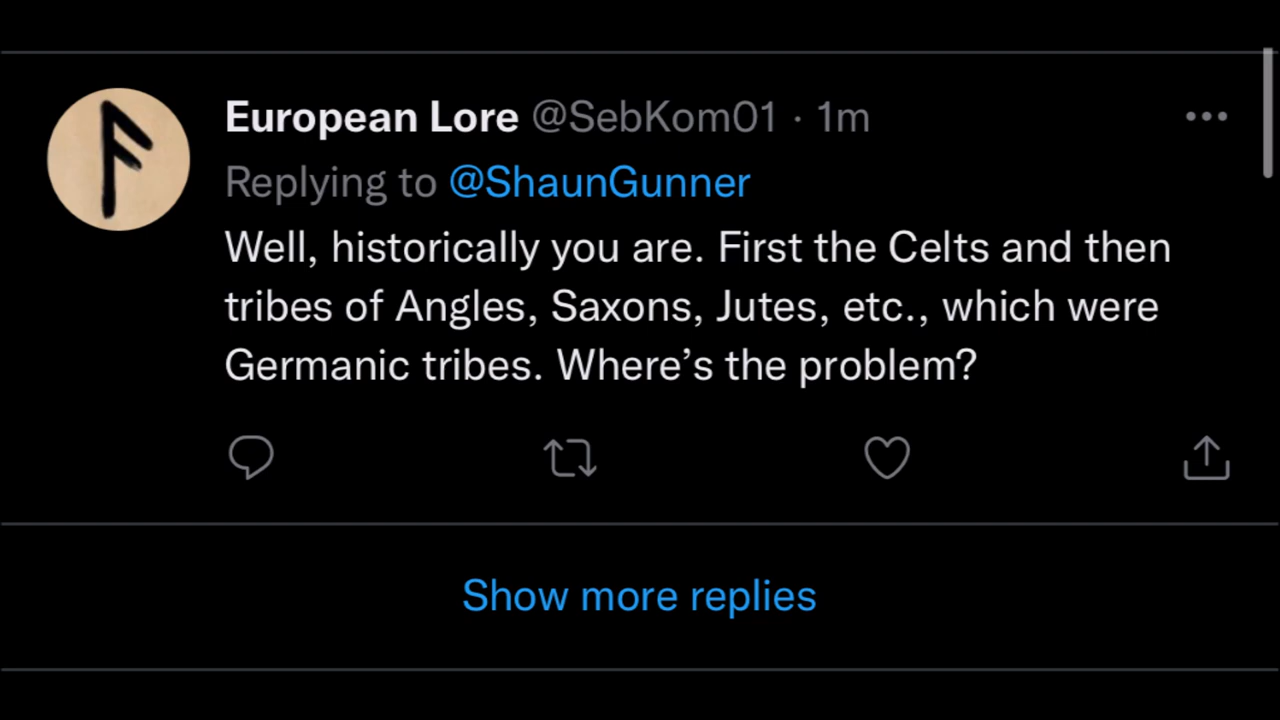 European Lore @SebKom01 · 1m
Replying to @ShaunGunner
Well, historically you are. First the Celts and then
tribes of Angles, Saxons, Jutes, etc., which were
Germanic tribes. Where’s the problem?
Show more replies